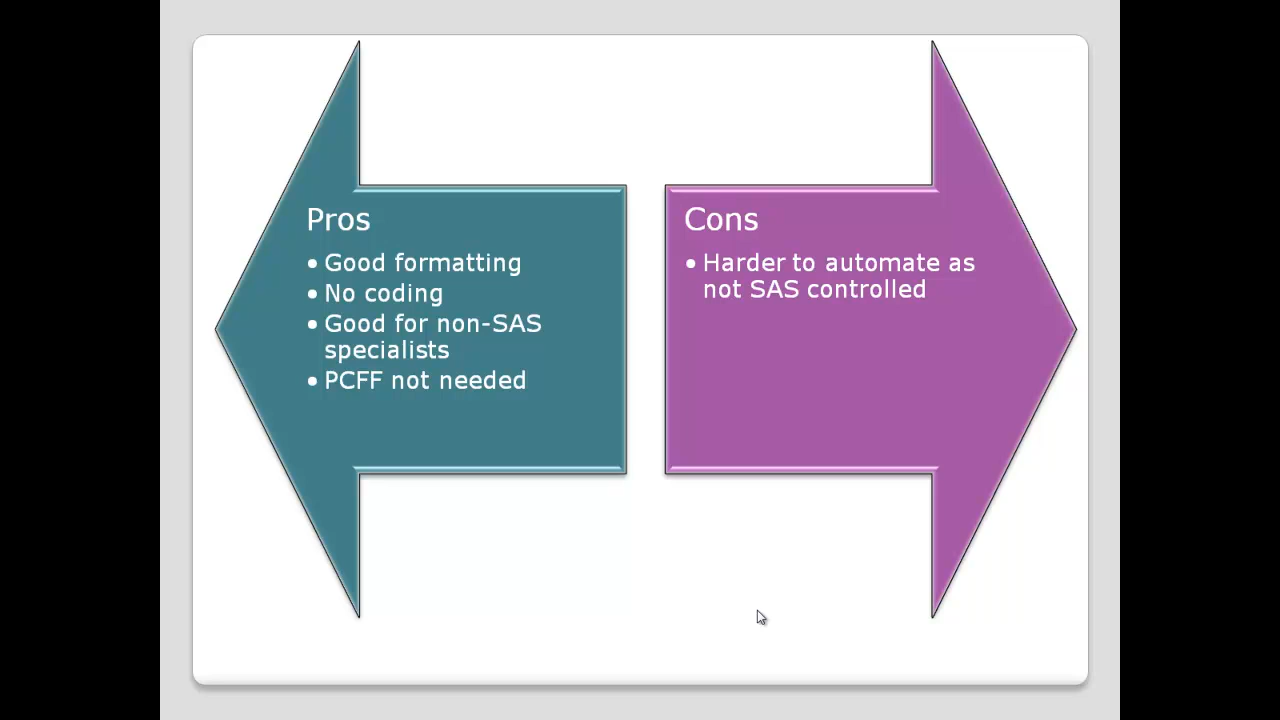 Pros
• Good formatting
• No coding
• Good for non-SAS
specialists
• PCFF not needed
Cons
• Harder to automate as
not SAS controlled